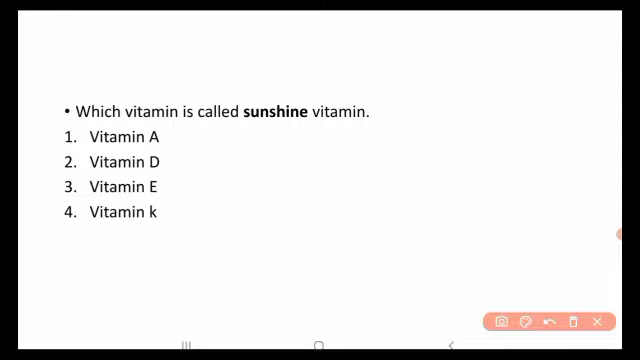 • Which vitamin is called sunshine vitamin.
1. Vitamin A
2. Vitamin D
3. Vitamin E
4. Vitamin k